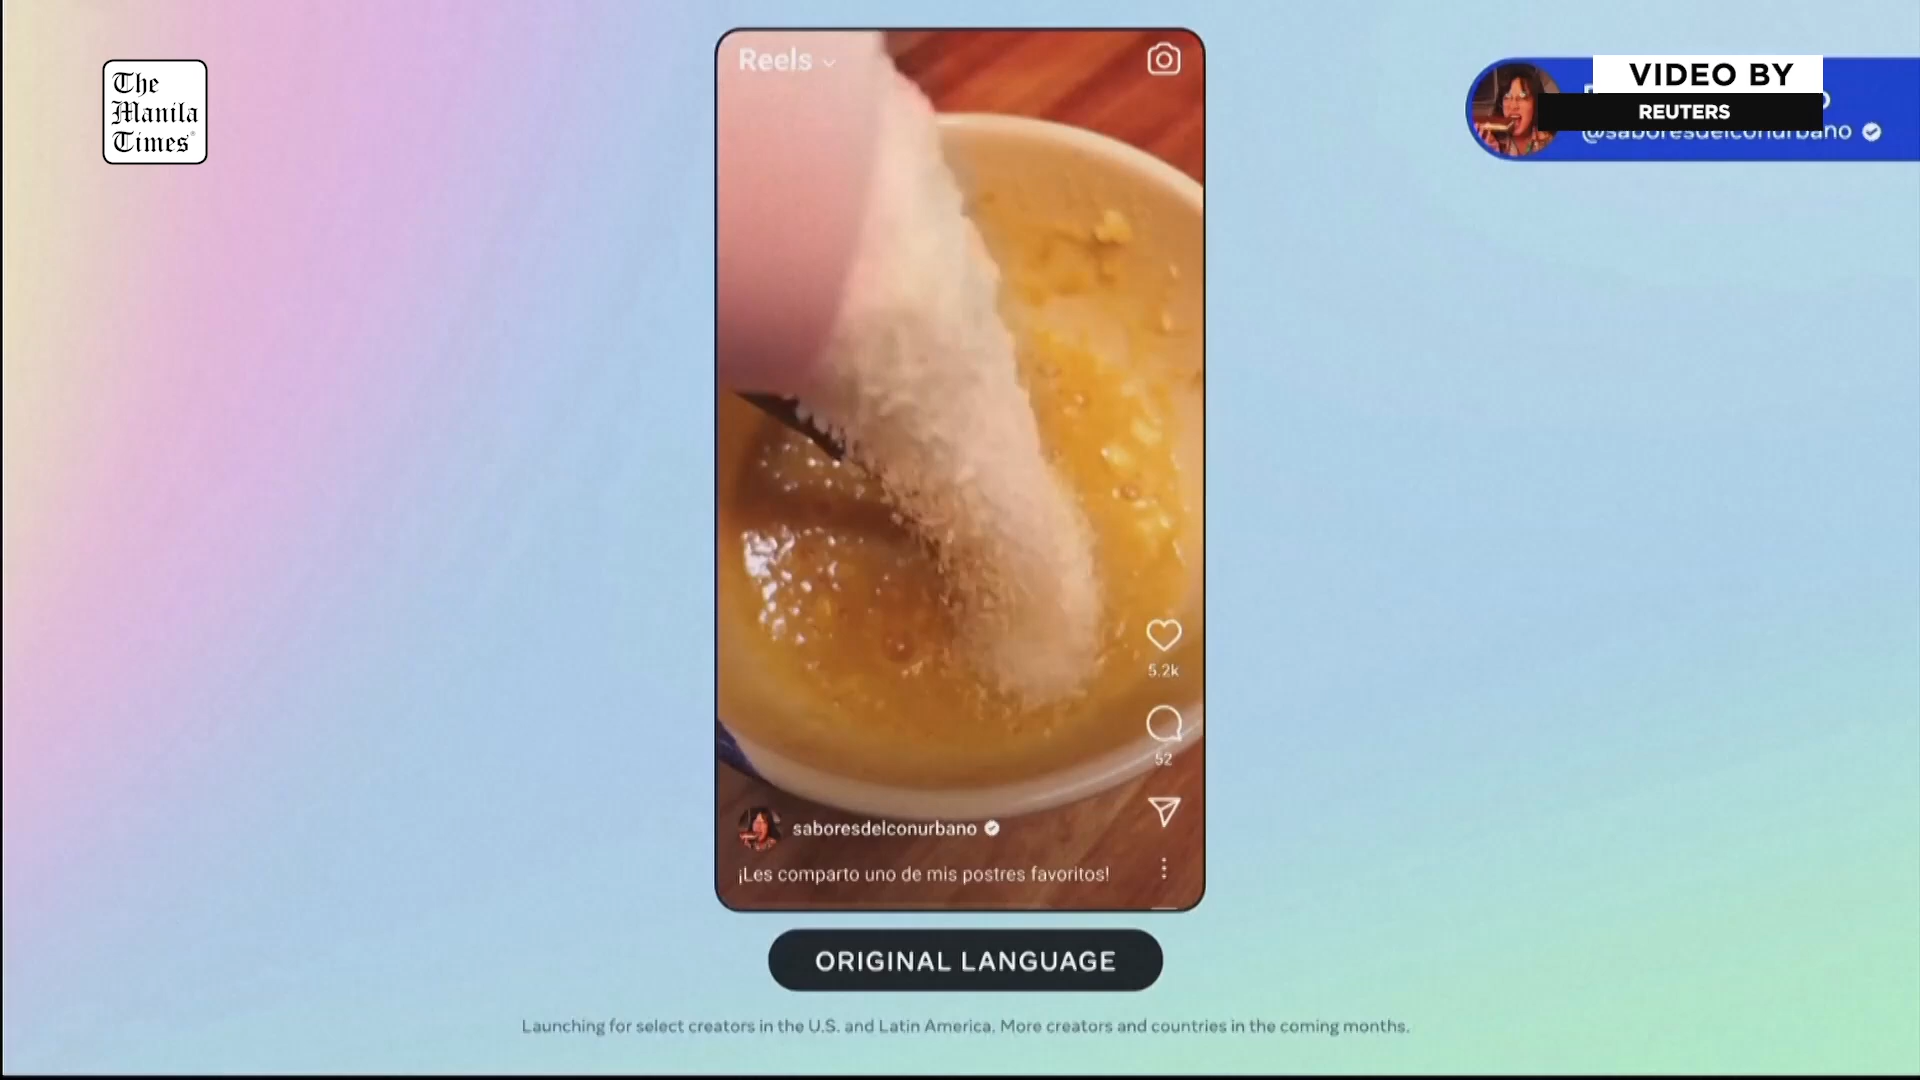 The
Manila
Times
Reels
VIDEO BY
REUTERS
@saboresdelconurbano
5.2k
52
saboresdelconurbano
¡Les comparto uno de mis postres favoritos!
ORIGINAL LANGUAGE
Launching for select creators in the U.S. and Latin America. More creators and countries in the coming months.